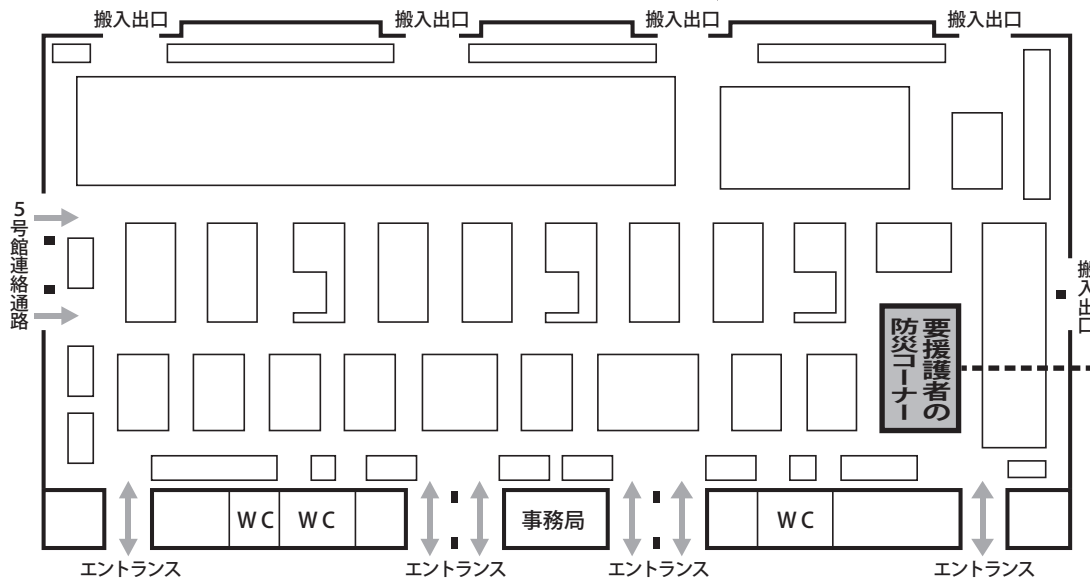 搬入出口
搬入出口
搬入出口
搬入出口
5号館連絡通路
搬入出口
要援護者の
防災コーナー
WC
WC
事務局
WC
エントランス
エントランス
エントランス
エントランス